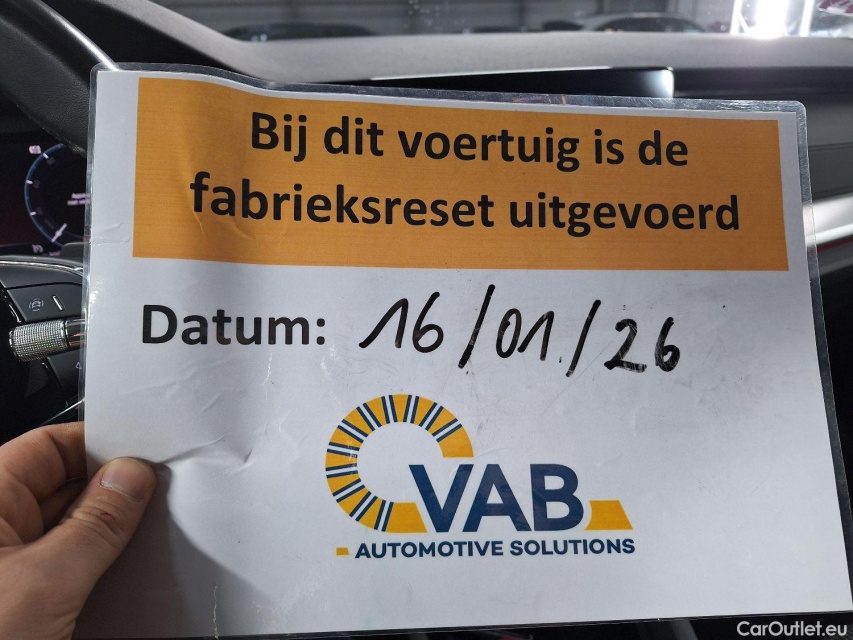 Bij dit voertuig is de
fabrieksreset uitgevoerd
Datum: 16/01/26
VAB
AUTOMOTIVE SOLUTIONS
CarOutlet.eu